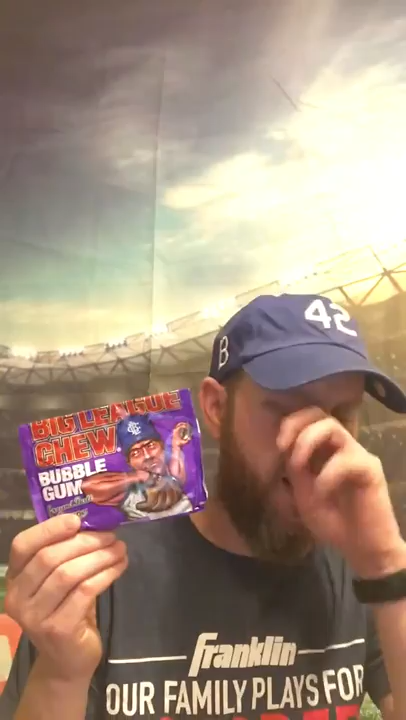 42
B
BIG LEAGUE
CHEW
BUBBLE
GUM
Franklin
OUR FAMILY PLAYS FOR